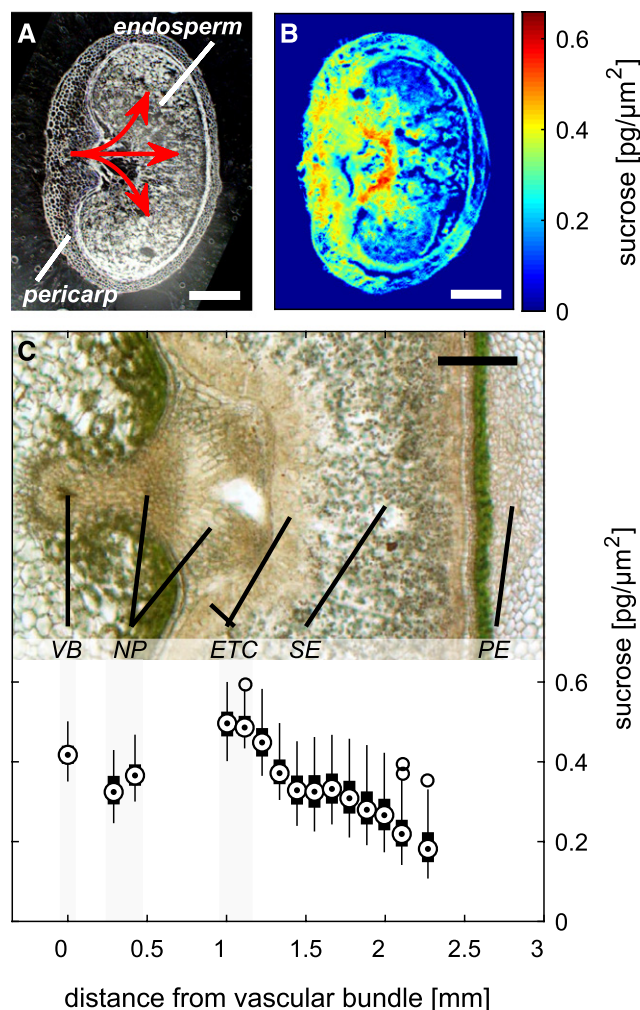 A
endosperm
pericarp
B
0.6
0.4
0.2
0
sucrose [pg/µm²]
C
VB NP ETC SE PE
0.6
0.4
0.2
0
sucrose [pg/µm²]
0 0.5 1 1.5 2 2.5 3
distance from vascular bundle [mm]